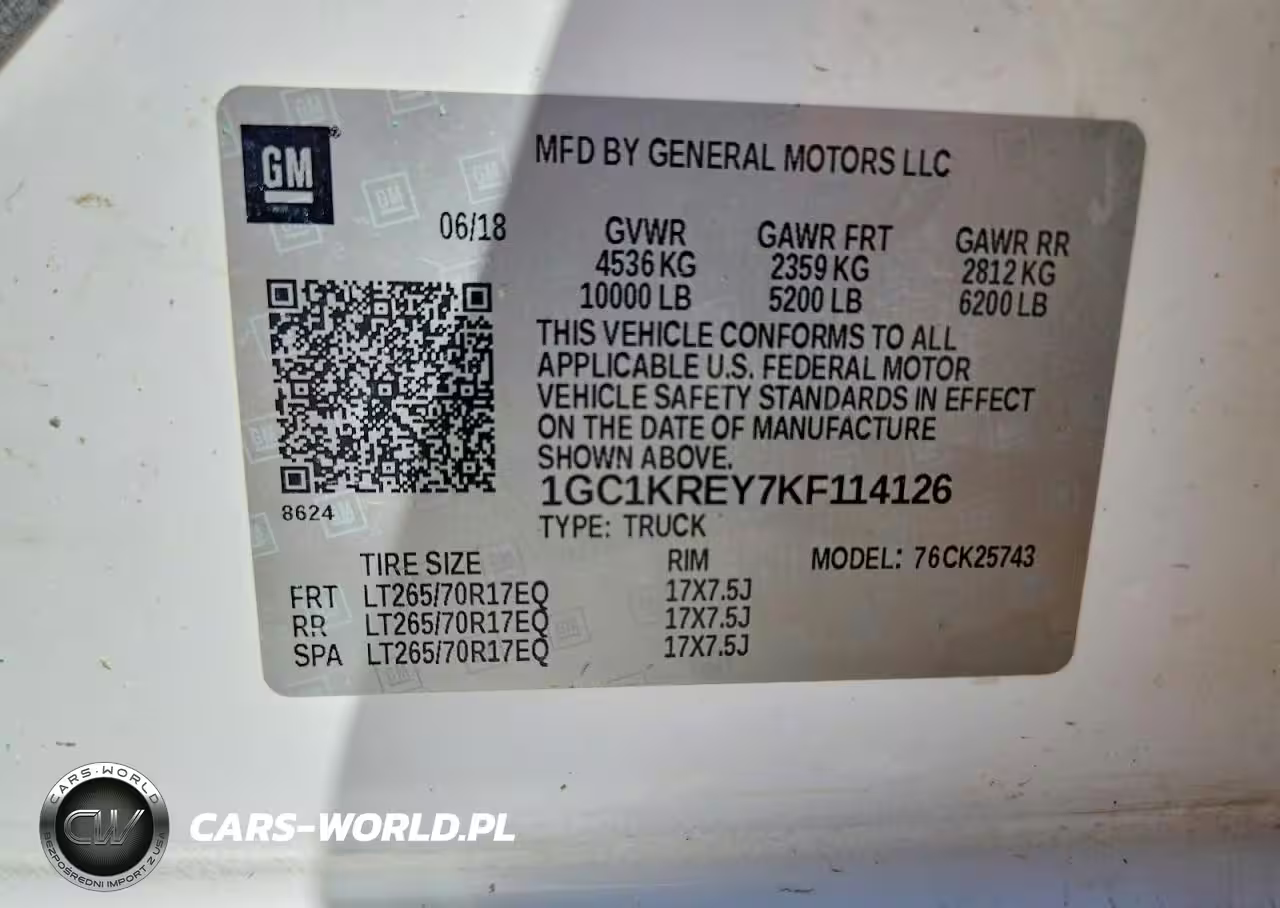 GM
MFD BY GENERAL MOTORS LLC
06/18 GVWR GAWR FRT GAWR RR
4536 KG 2359 KG 2812 KG
10000 LB 5200 LB 6200 LB
THIS VEHICLE CONFORMS TO ALL
APPLICABLE U.S. FEDERAL MOTOR
VEHICLE SAFETY STANDARDS IN EFFECT
ON THE DATE OF MANUFACTURE
SHOWN ABOVE.
8624
1GC1KREY7KF114126
TYPE: TRUCK
TIRE SIZE RIM MODEL: 76CK25743
FRT LT265/70R17EQ 17X7.5J
RR LT265/70R17EQ 17X7.5J
SPA LT265/70R17EQ 17X7.5J
CARS-WORLD
CW
BEZPOŚREDNI IMPORT Z USA
CARS-WORLD.PL